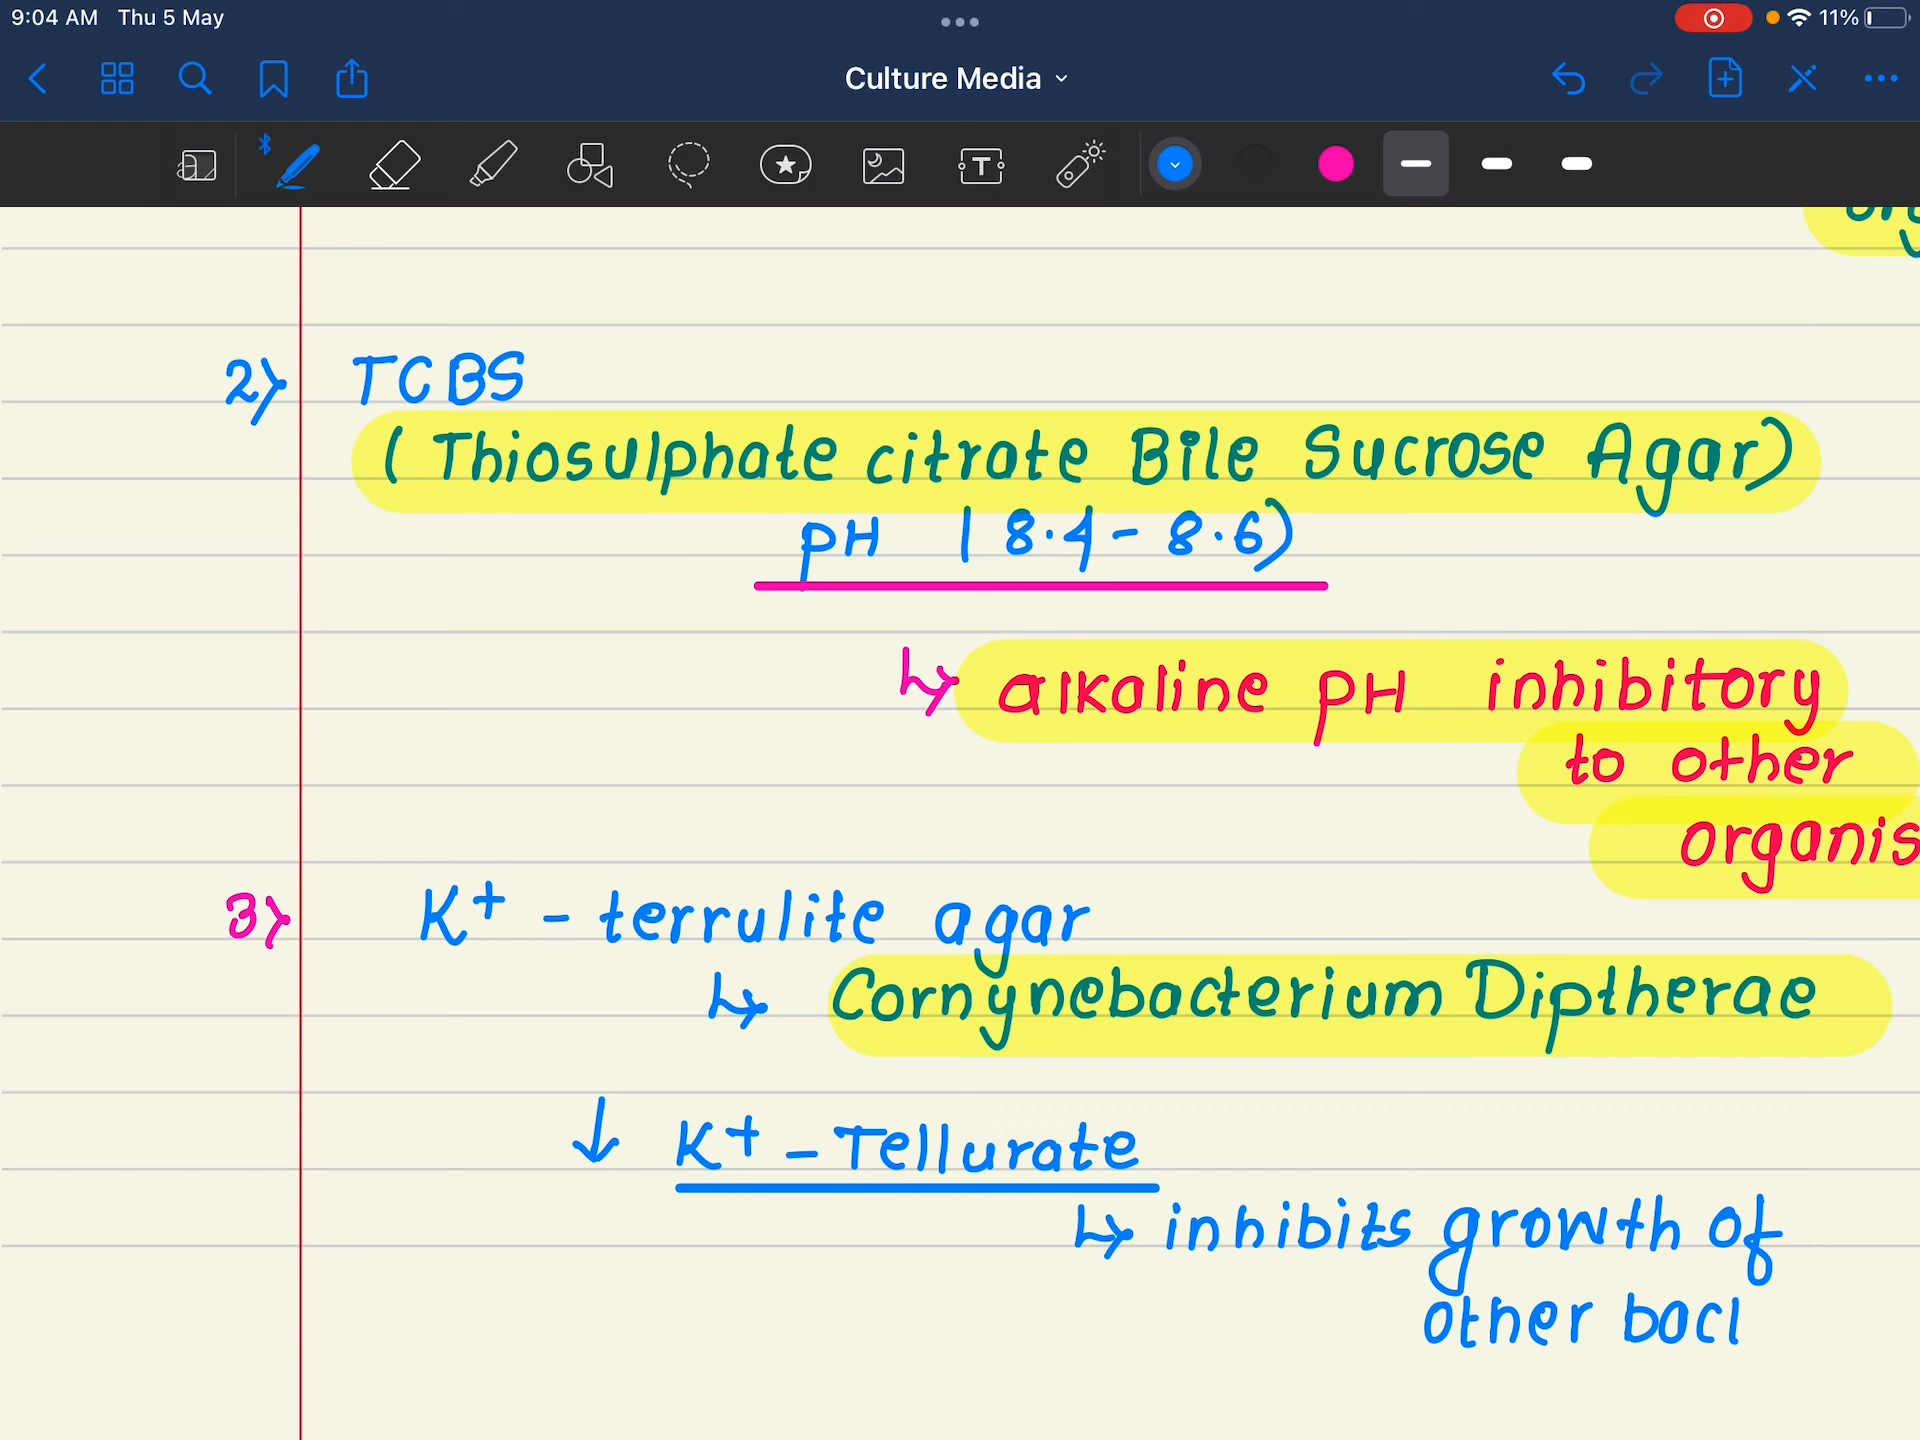 9:04 AM Thu 5 May
11%
Culture Media
2) TCBS
(Thiosulphate citrate Bile Sucrose Agar)
pH (8.4 - 8.6)
↳ alkaline pH inhibitory
to other
organis
3) K+ - terrulite agar
↳ Cornynebacterium Diptherae
↓ K+ - Tellurate
↳ inhibits growth of
other bacl